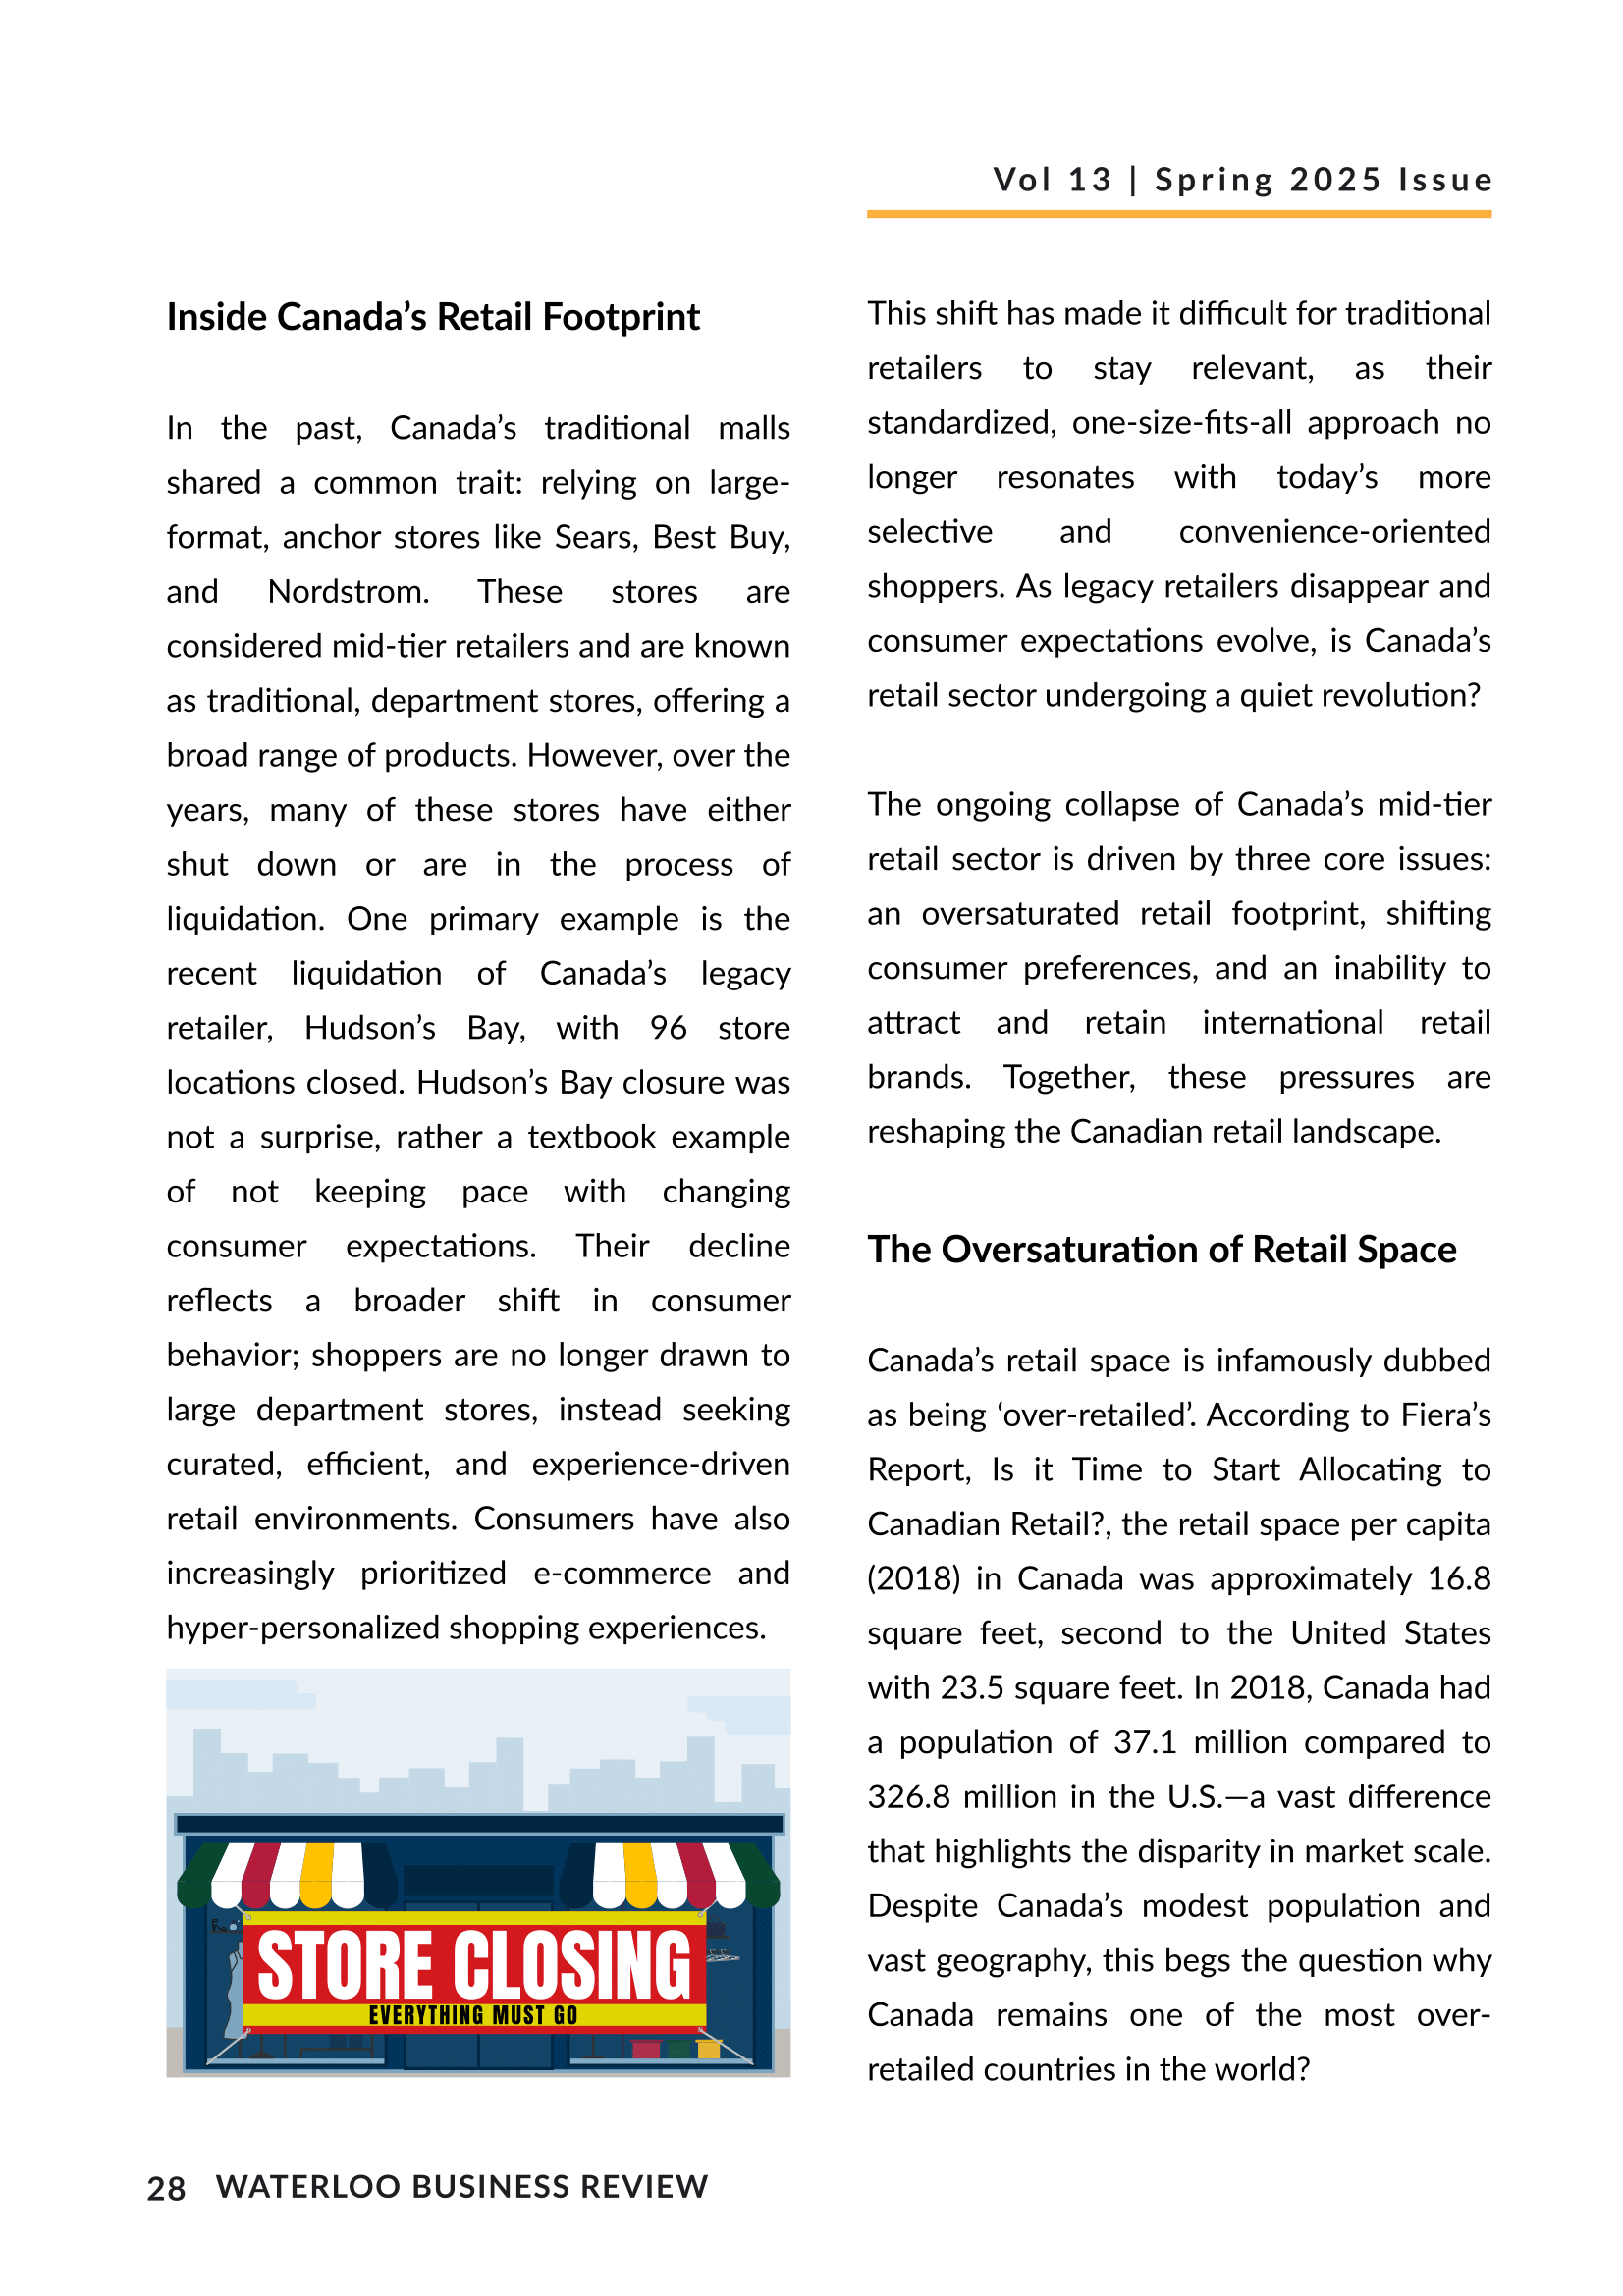 Vol 13 | Spring 2025 Issue
Inside Canada’s Retail Footprint
In the past, Canada’s traditional malls
shared a common trait: relying on large-
format, anchor stores like Sears, Best Buy,
and Nordstrom. These stores are
considered mid-tier retailers and are known
as traditional, department stores, offering a
broad range of products. However, over the
years, many of these stores have either
shut down or are in the process of
liquidation. One primary example is the
recent liquidation of Canada’s legacy
retailer, Hudson’s Bay, with 96 store
locations closed. Hudson’s Bay closure was
not a surprise, rather a textbook example
of not keeping pace with changing
consumer expectations. Their decline
reflects a broader shift in consumer
behavior; shoppers are no longer drawn to
large department stores, instead seeking
curated, efficient, and experience-driven
retail environments. Consumers have also
increasingly prioritized e-commerce and
hyper-personalized shopping experiences.
STORE CLOSING
EVERYTHING MUST GO
This shift has made it difficult for traditional
retailers to stay relevant, as their
standardized, one-size-fits-all approach no
longer resonates with today’s more
selective and convenience-oriented
shoppers. As legacy retailers disappear and
consumer expectations evolve, is Canada’s
retail sector undergoing a quiet revolution?
The ongoing collapse of Canada’s mid-tier
retail sector is driven by three core issues:
an oversaturated retail footprint, shifting
consumer preferences, and an inability to
attract and retain international retail
brands. Together, these pressures are
reshaping the Canadian retail landscape.
The Oversaturation of Retail Space
Canada’s retail space is infamously dubbed
as being ‘over-retailed’. According to Fiera’s
Report, Is it Time to Start Allocating to
Canadian Retail?, the retail space per capita
(2018) in Canada was approximately 16.8
square feet, second to the United States
with 23.5 square feet. In 2018, Canada had
a population of 37.1 million compared to
326.8 million in the U.S.—a vast difference
that highlights the disparity in market scale.
Despite Canada’s modest population and
vast geography, this begs the question why
Canada remains one of the most over-
retailed countries in the world?
28 WATERLOO BUSINESS REVIEW